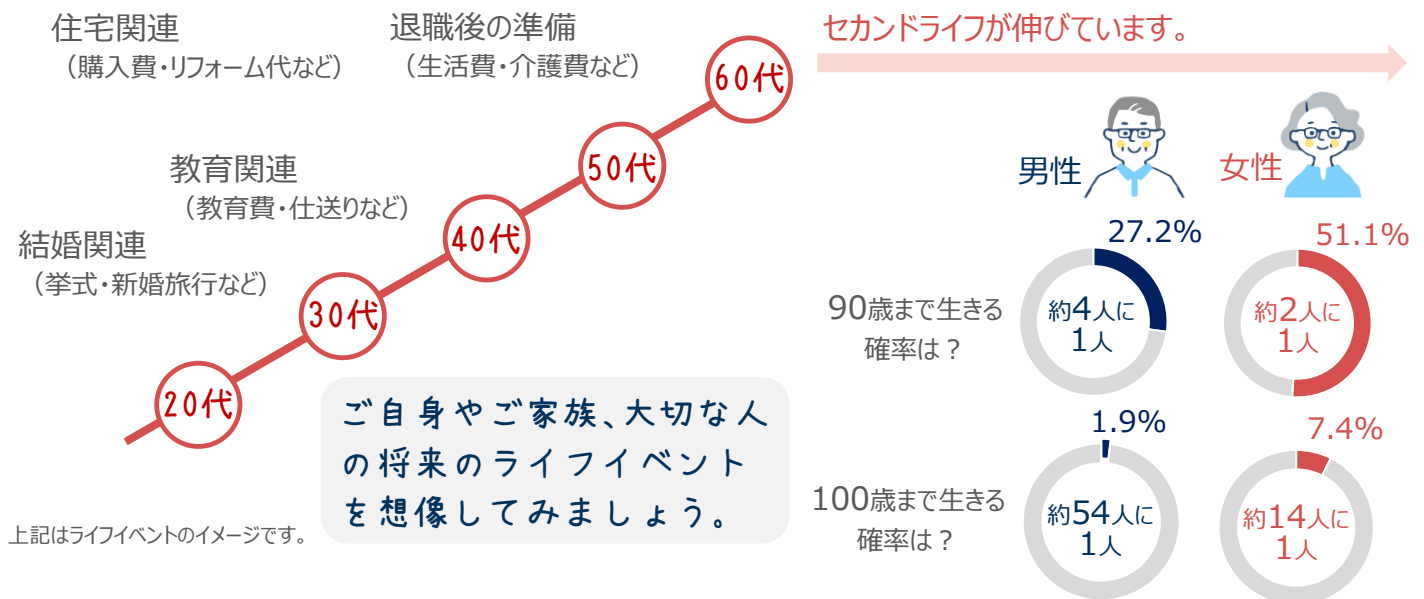 住宅関連
（購入費・リフォーム代など）
退職後の準備
（生活費・介護費など）
60代
50代
教育関連
（教育費・仕送りなど）
40代
結婚関連
（挙式・新婚旅行など）
30代
20代
ご自身やご家族、大切な人
の将来のライフイベント
を想像してみましょう。
上記はライフイベントのイメージです。
セカンドライフが伸びています。
男性
女性
90歳まで生きる
確率は？
27.2%
約4人に
1人
51.1%
約2人に
1人
100歳まで生きる
確率は？
1.9%
約54人に
1人
7.4%
約14人に
1人